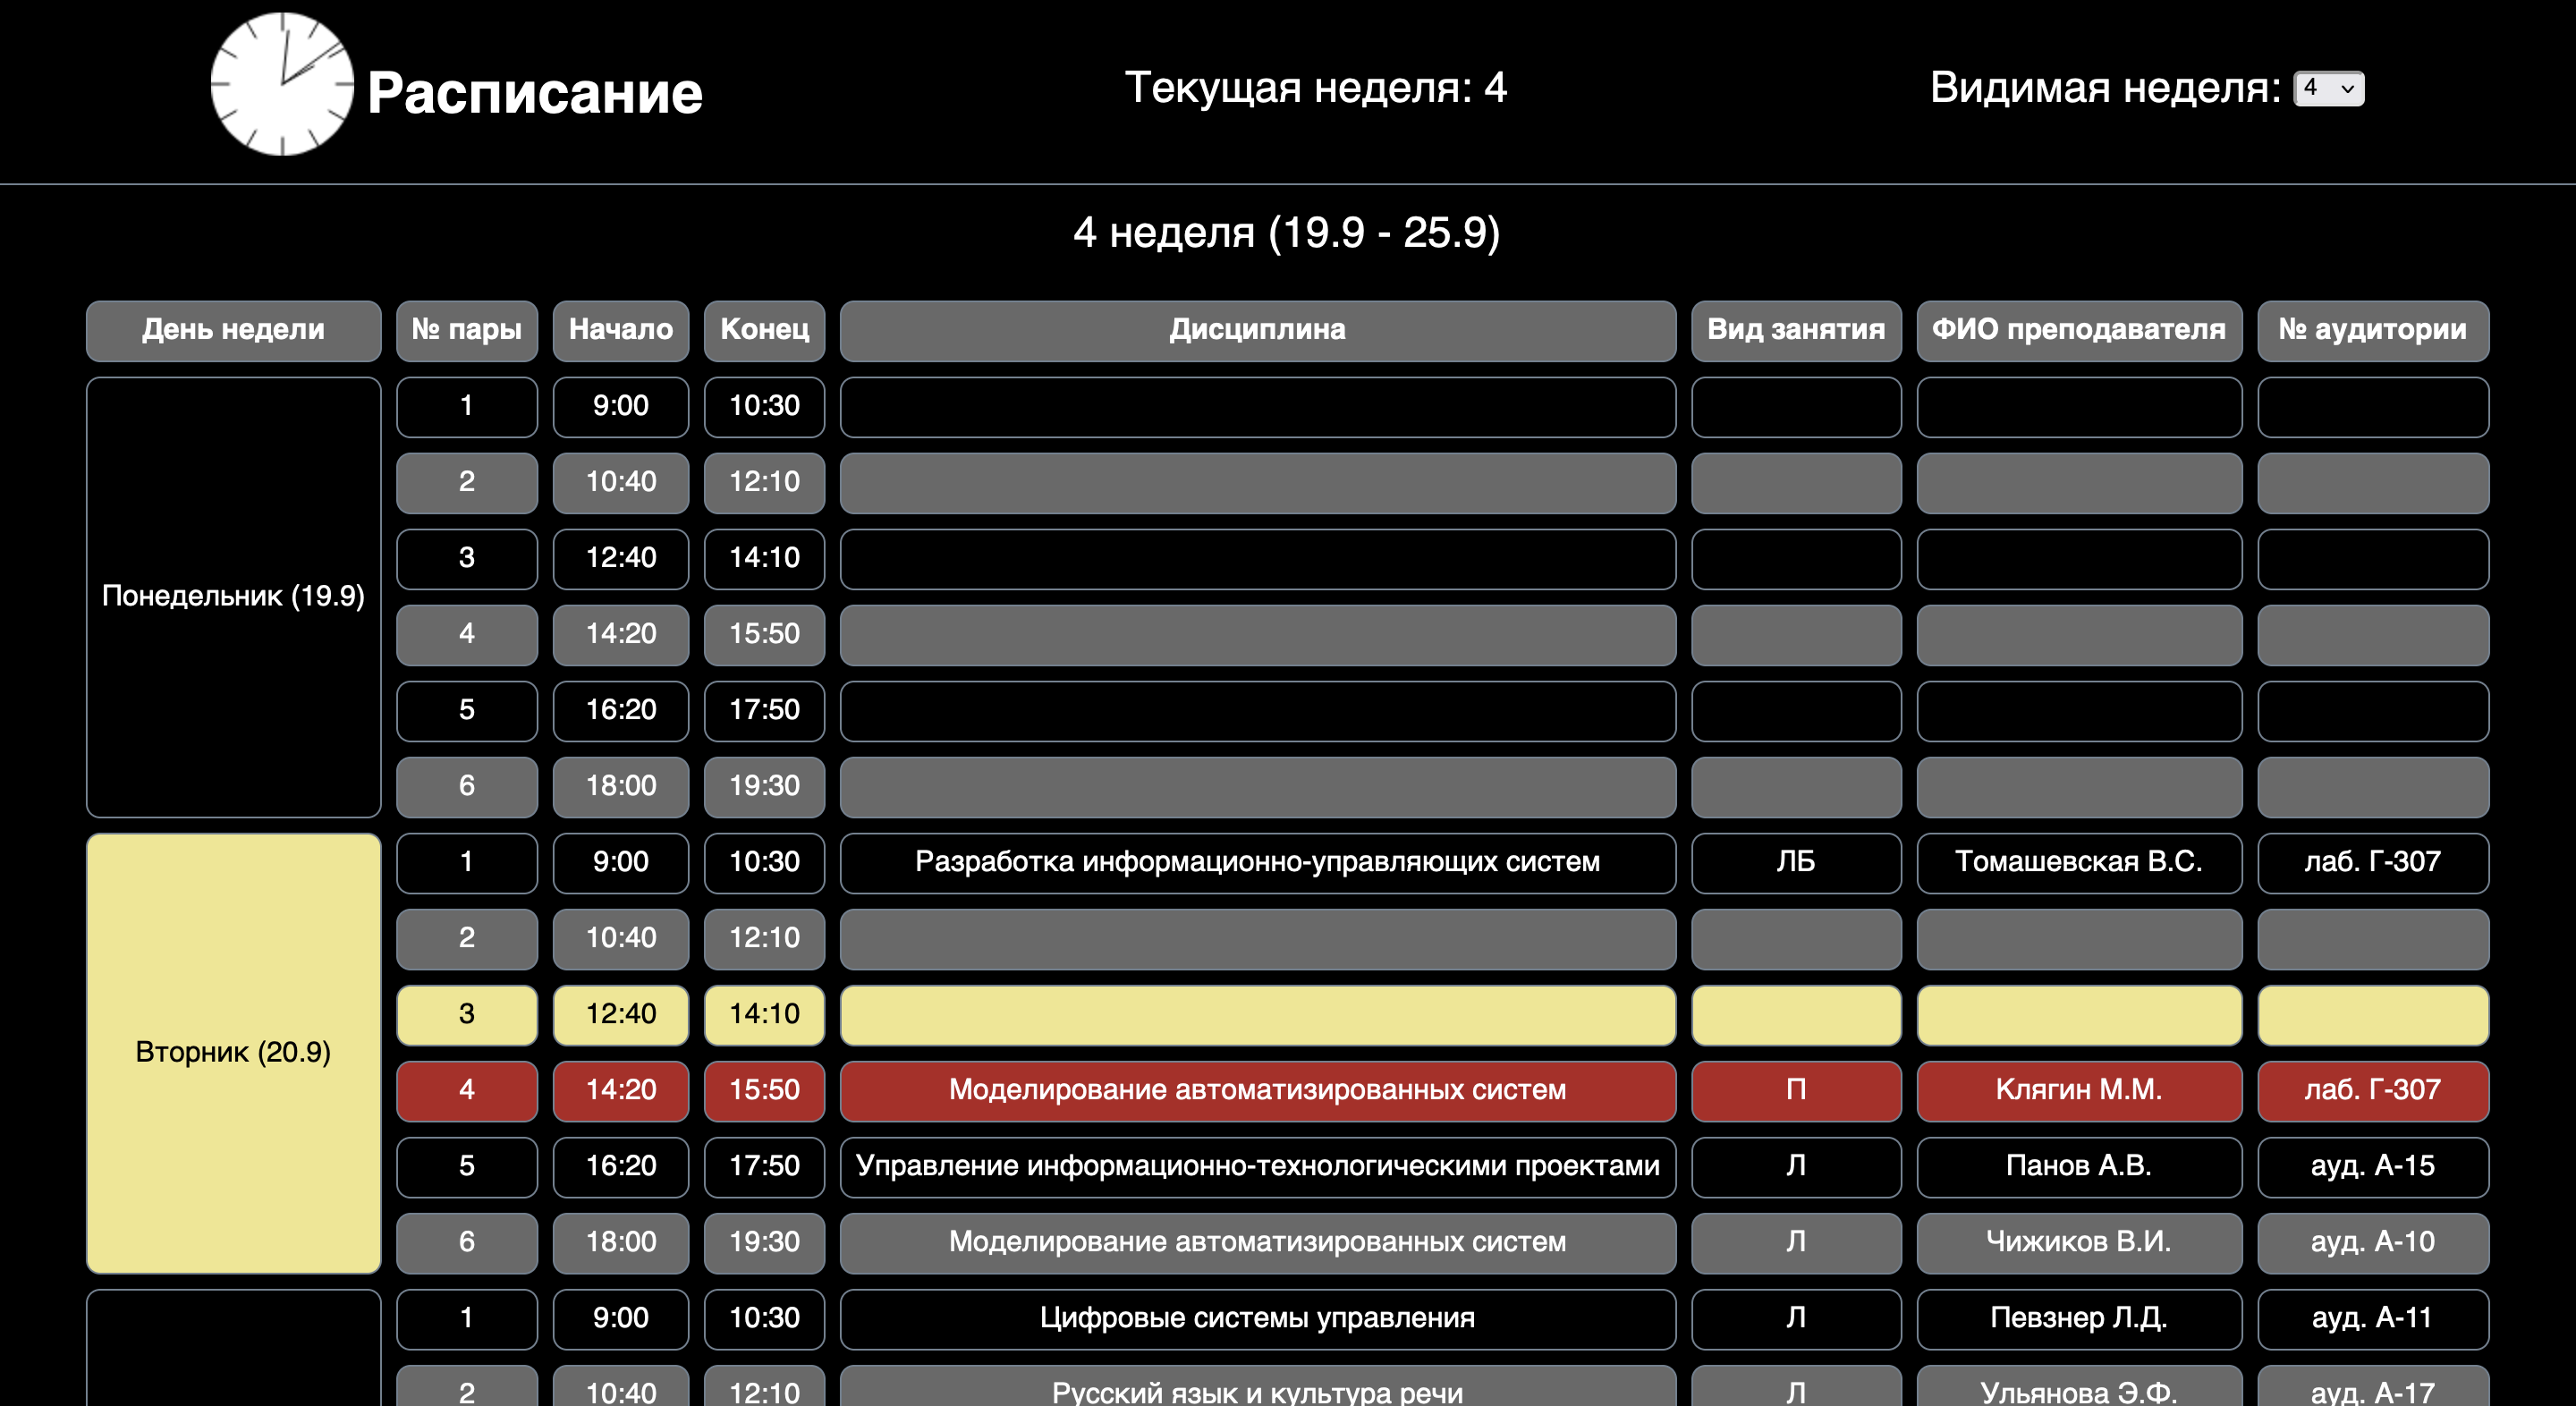 Расписание
Текущая неделя: 4
Видимая неделя: 4
4 неделя (19.9 - 25.9)
День недели № пары Начало Конец Дисциплина Вид занятия ФИО преподавателя № аудитории
Понедельник (19.9)
1 9:00 10:30
2 10:40 12:10
3 12:40 14:10
4 14:20 15:50
5 16:20 17:50
6 18:00 19:30
Вторник (20.9)
1 9:00 10:30 Разработка информационно-управляющих систем ЛБ Томашевская В.С. лаб. Г-307
2 10:40 12:10
3 12:40 14:10
4 14:20 15:50 Моделирование автоматизированных систем П Клягин М.М. лаб. Г-307
5 16:20 17:50 Управление информационно-технологическими проектами Л Панов А.В. ауд. А-15
6 18:00 19:30 Моделирование автоматизированных систем Л Чижиков В.И. ауд. А-10
1 9:00 10:30 Цифровые системы управления Л Певзнер Л.Д. ауд. А-11
2 10:40 12:10 Русский язык и культура речи Л Ульянова Э.Ф. ауд. А-17